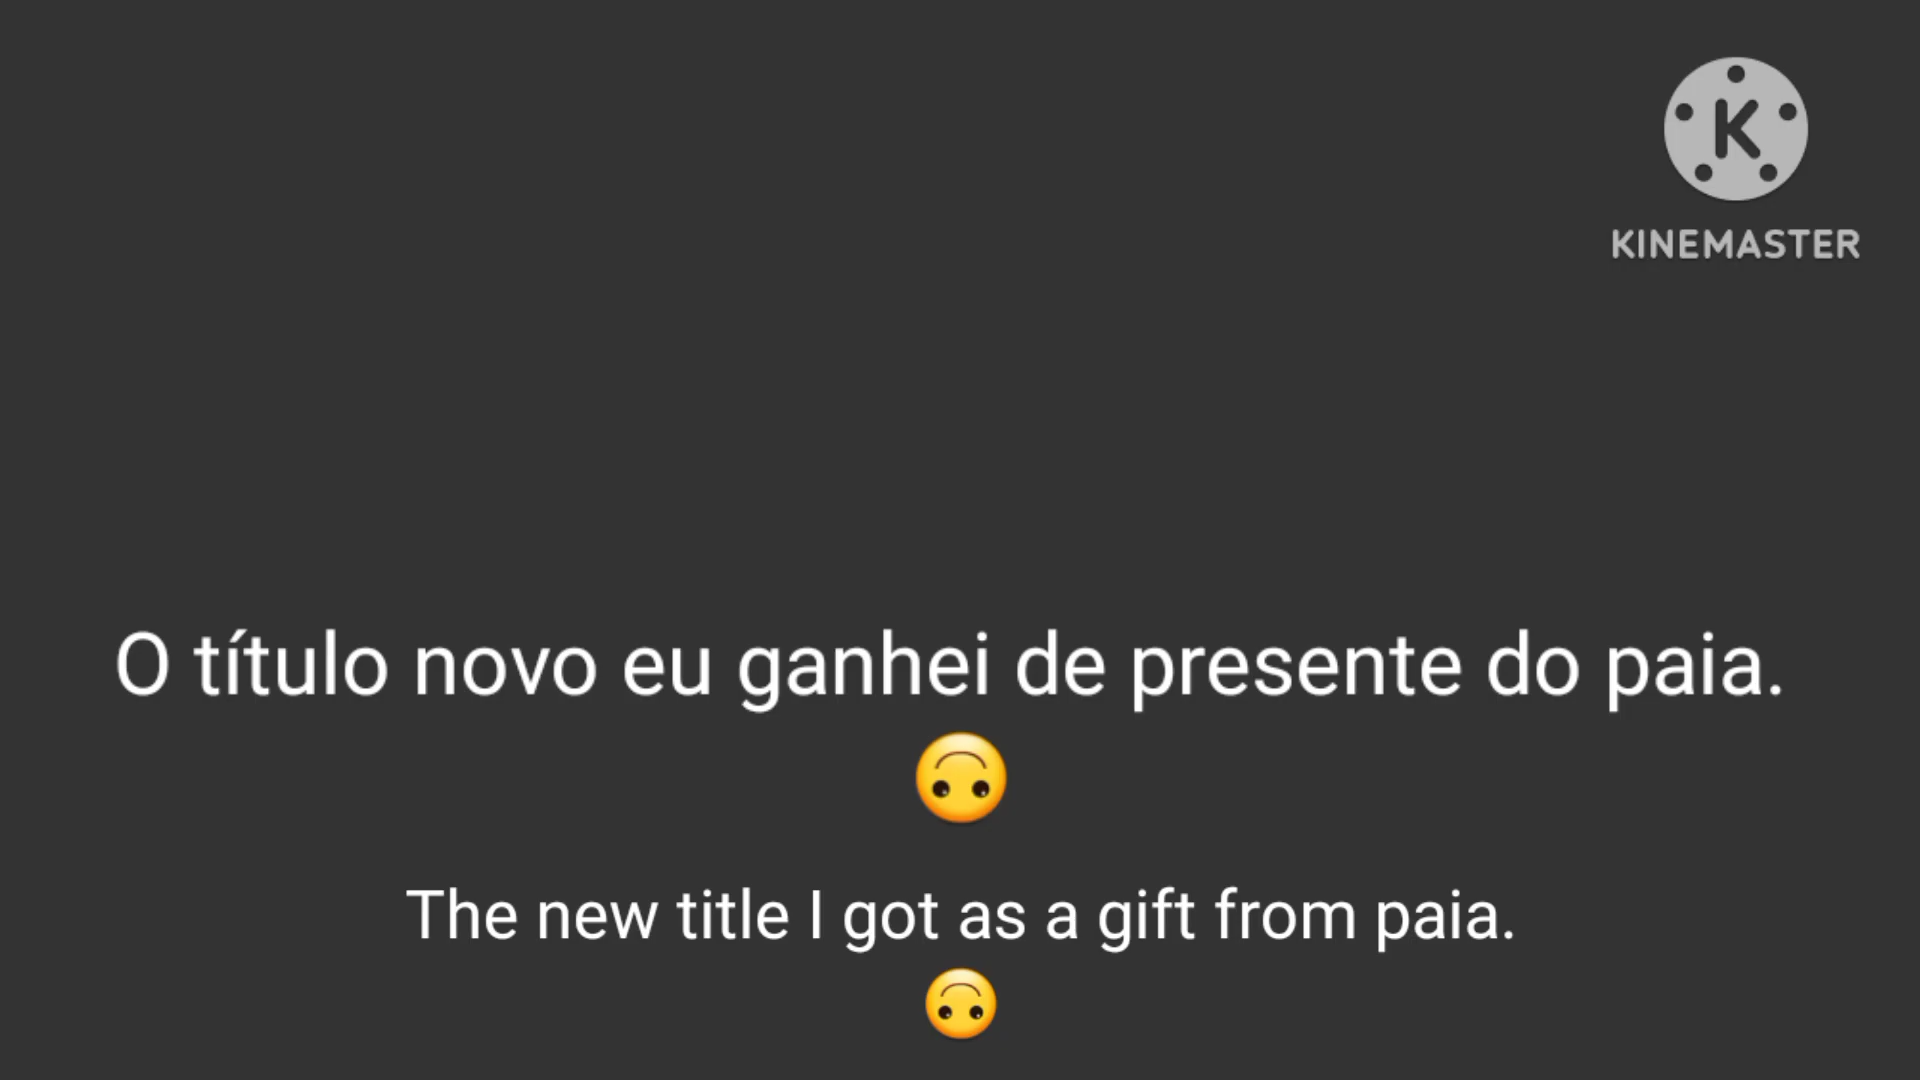 K
KINEMASTER
O título novo eu ganhei de presente do paia.
🙃
The new title I got as a gift from paia.
🙃